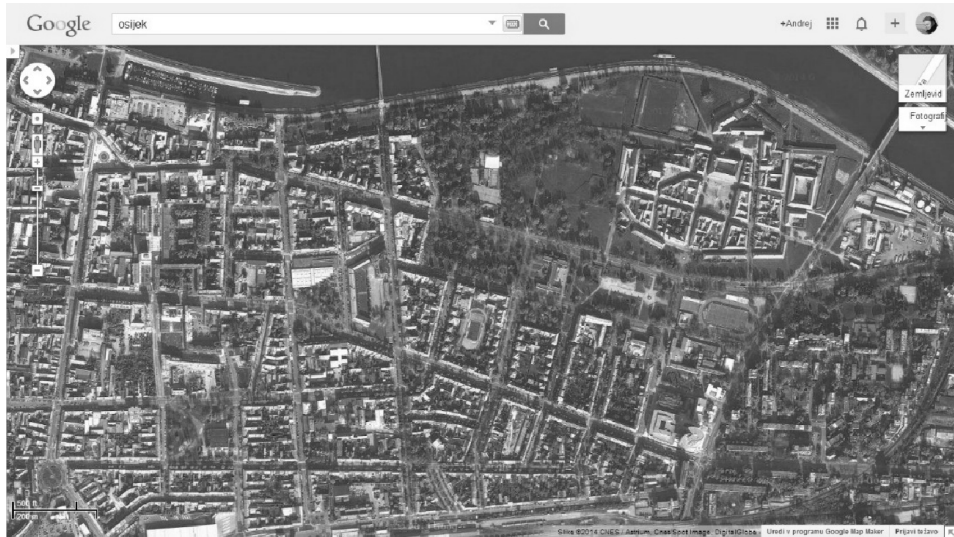 Google
osijek
+Andrej
Zemljevid
Fotografi
500 ft
200 m
Slike ©2014 CNES / Astrium, Cnes/Spot Image, DigitalGlobe
Uredi v programu Google Map Maker
Prijavi težavo